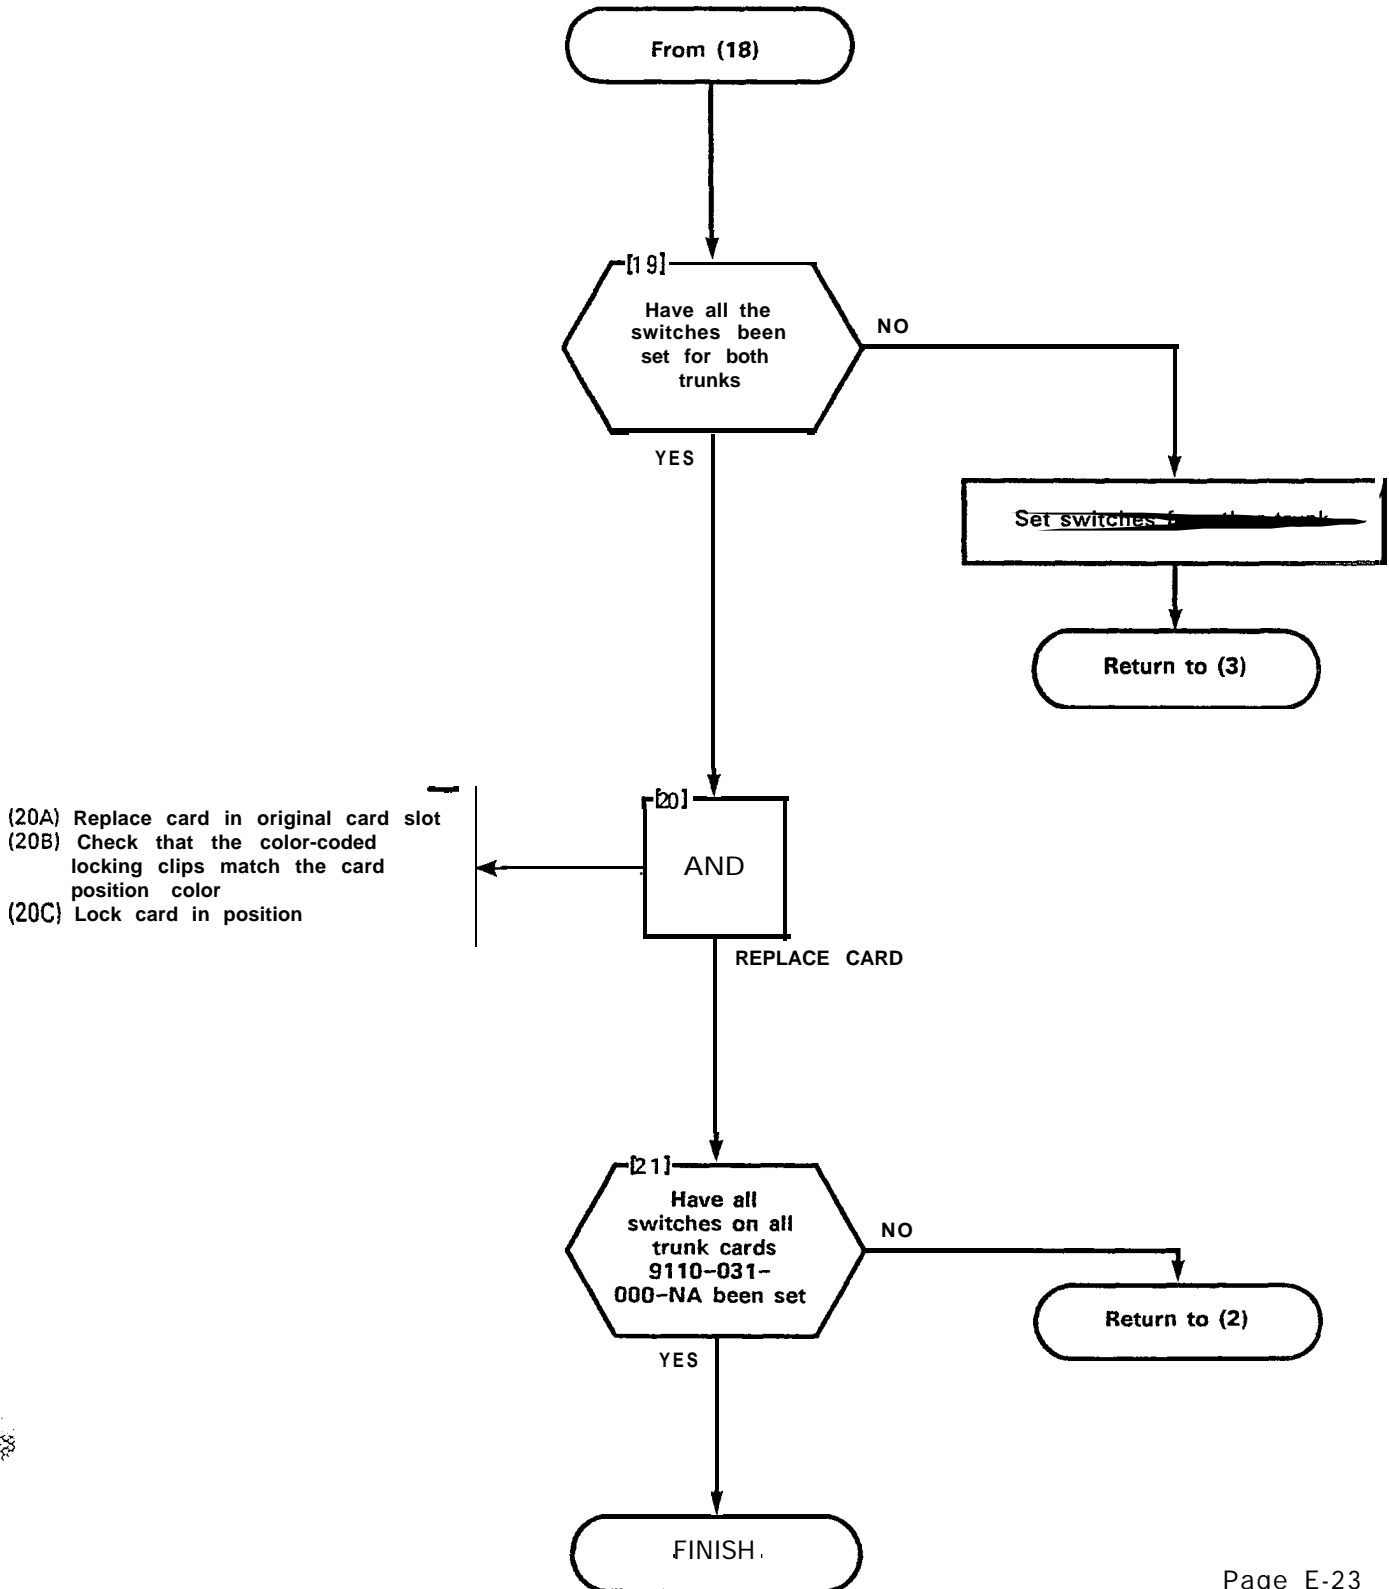 From (18)
[19]
Have all the
switches been
set for both
trunks
NO
YES
Set switches trunk
Return to (3)
[20]
AND
(20A) Replace card in original card slot
(20B) Check that the color-coded
locking clips match the card
position color
(20C) Lock card in position
REPLACE CARD
[21]
Have all
switches on all
trunk cards
9110-031-
000-NA been set
NO
Return to (2)
YES
FINISH
Page E-23